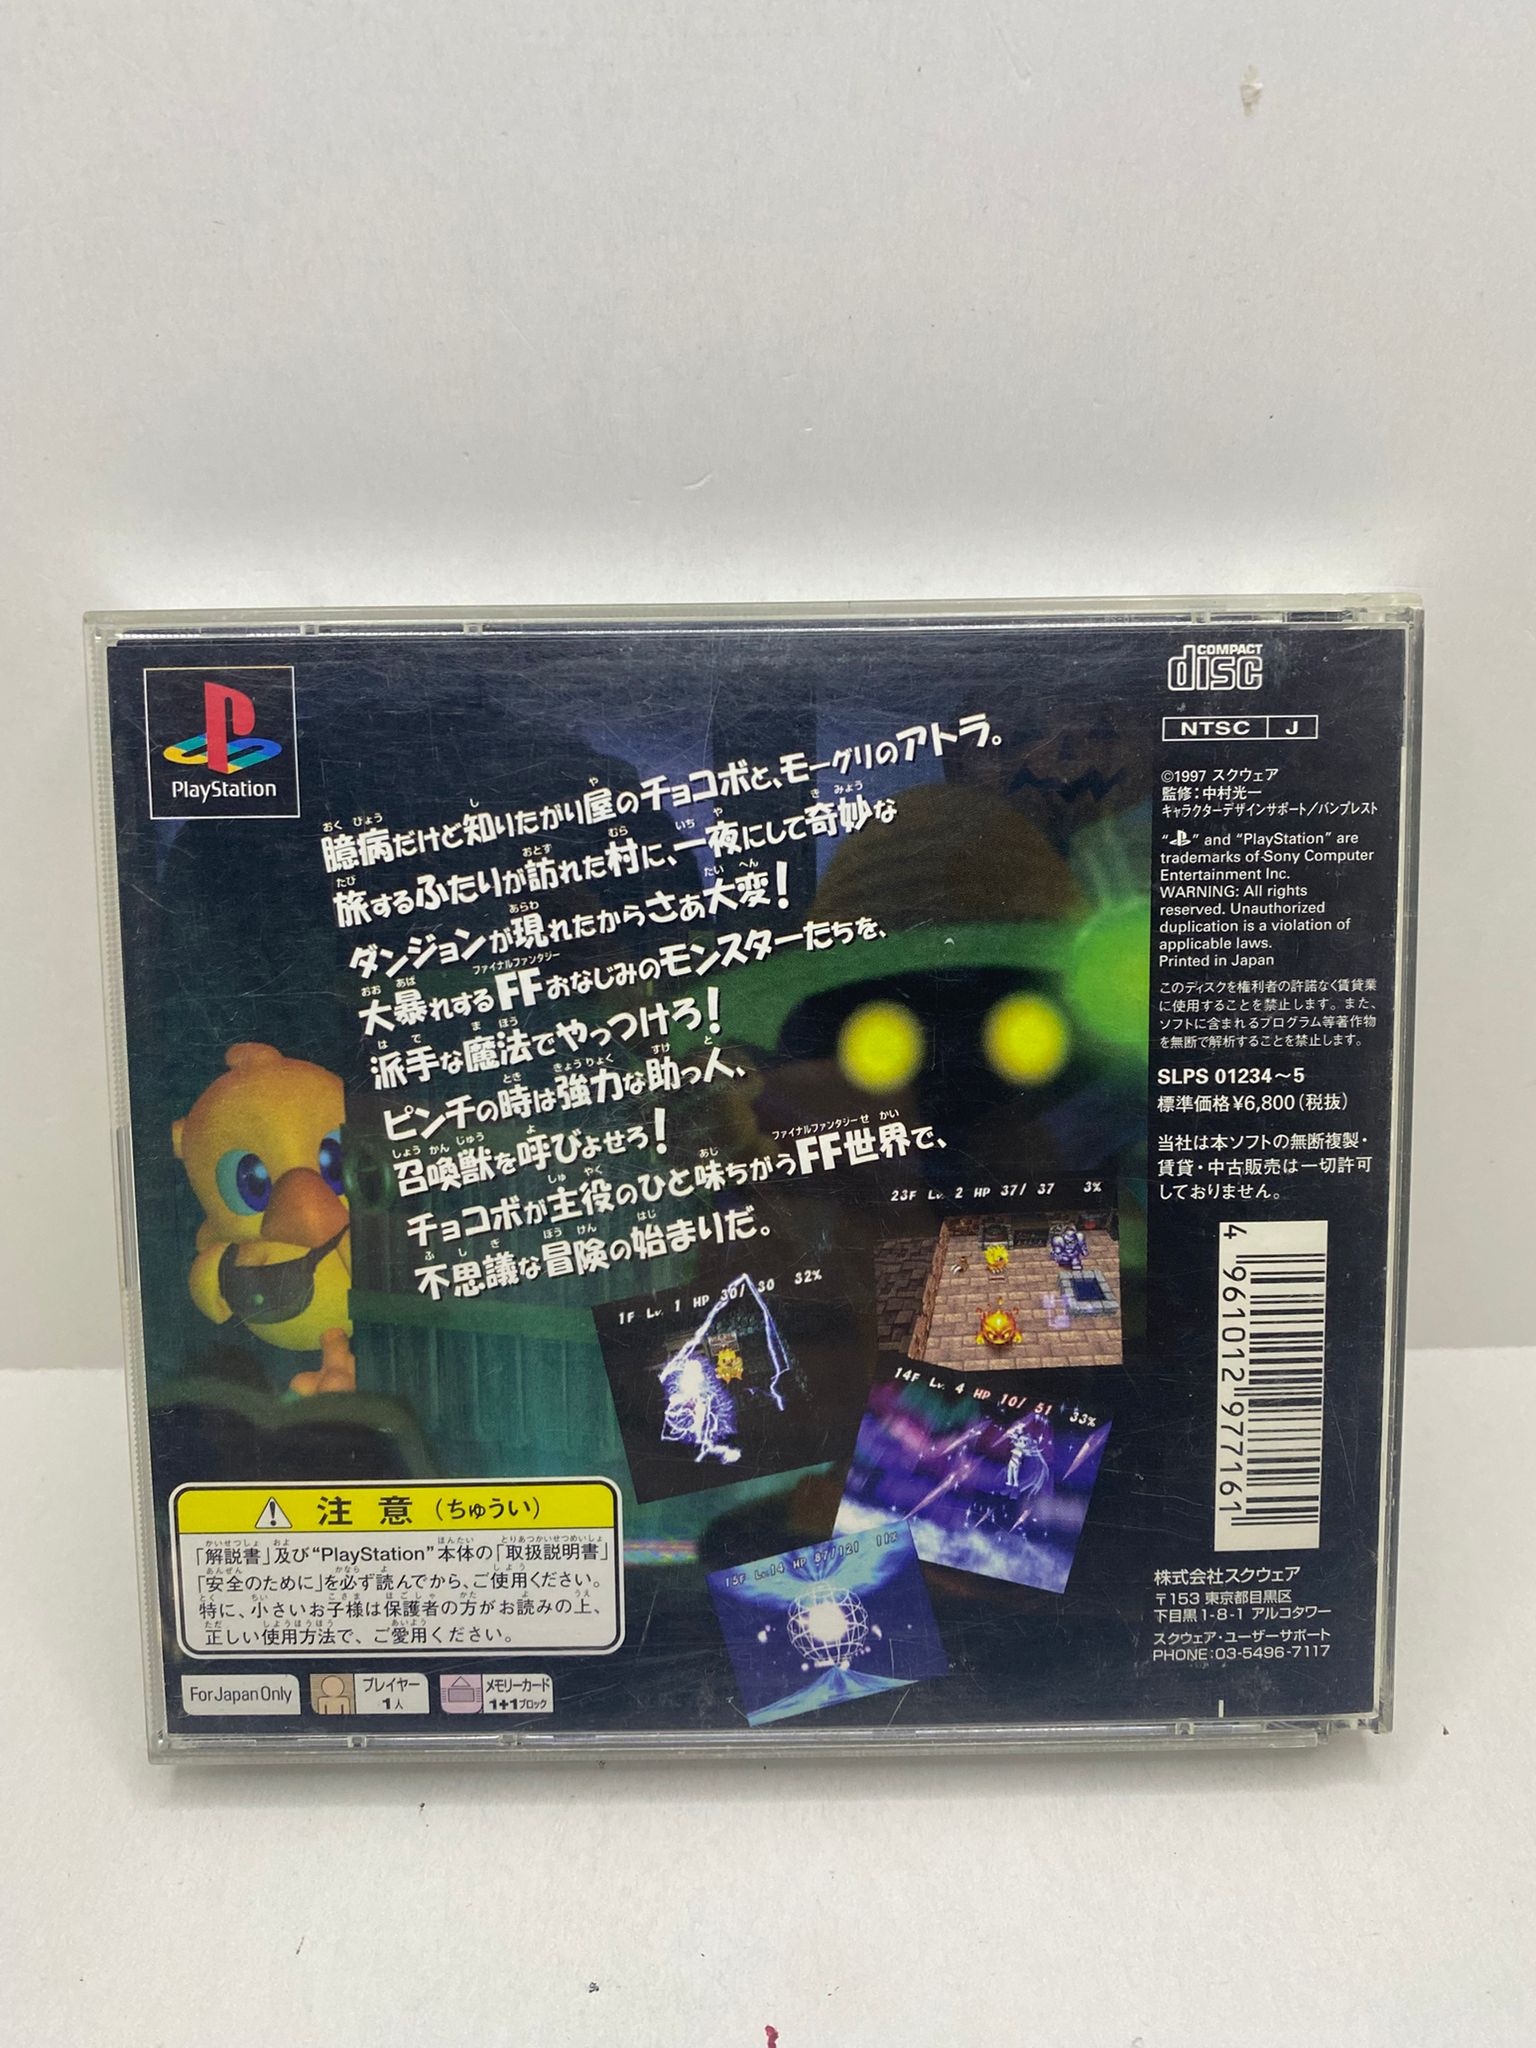 PlayStation
臆病だけど知りたがり屋のチョコボと、モーグリのアトラ。
旅するふたりが訪れた村に、一夜にして奇妙な
ダンジョンが現れたからさあ大変!
大暴れするFFおなじみのモンスターたちを、
派手な魔法でやっつけろ!
ピンチの時は強力な助っ人、
召喚獣を呼びよせろ!
チョコボが主役のひと味ちがうFF世界で、
不思議な冒険の始まりだ。
1F Lv. 1 HP 30/ 30 32%
23F Lv. 2 HP 37/ 37 3%
14F Lv. 4 HP 10/ 51 33%
15F Lv.14 HP 87/121 11%
注意(ちゅうい)
「解説書」及び“PlayStation”本体の「取扱説明書」
「安全のために」を必ず読んでから、ご使用ください。
特に、小さいお子様は保護者の方がお読みの上、
正しい使用方法で、ご愛用ください。
For Japan Only
プレイヤー
1人
メモリーカード
1+1ブロック
COMPACT
disc
NTSC J
©1997 スクウェア
監修:中村光一
キャラクターデザインサポート/バンプレスト
“PS” and “PlayStation” are
trademarks of Sony Computer
Entertainment Inc.
WARNING: All rights
reserved. Unauthorized
duplication is a violation of
applicable laws.
Printed in Japan
このディスクを権利者の許諾なく賃貸業
に使用することを禁止します。また、
ソフトに含まれるプログラム等著作物
を無断で解析することを禁止します。
SLPS 01234~5
標準価格¥6,800(税抜)
当社は本ソフトの無断複製・
賃貸・中古販売は一切許可
しておりません。
4 961012 977161
株式会社スクウェア
〒153 東京都目黒区
下目黒1-8-1 アルコタワー
スクウェア・ユーザーサポート
PHONE:03-5496-7117